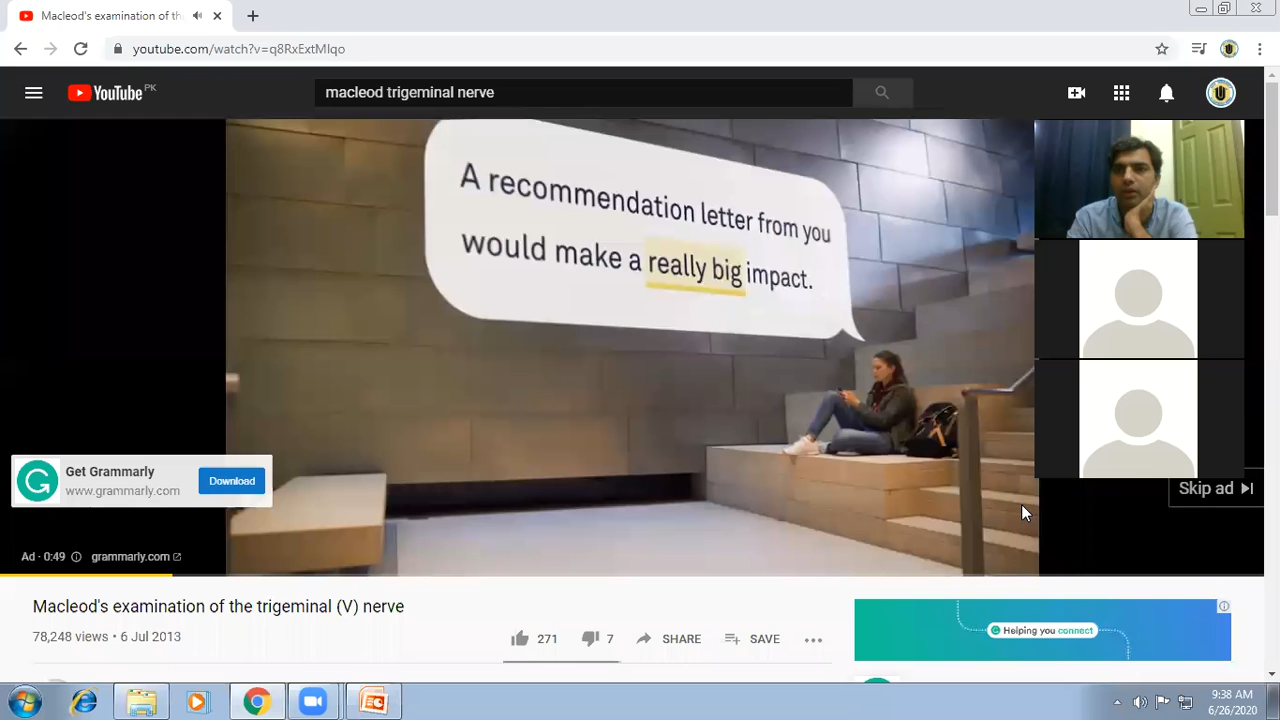 Macleod's examination of th
youtube.com/watch?v=q8RxExtMlqo
YouTube PK
macleod trigeminal nerve
A recommendation letter from you
would make a really big impact.
Get Grammarly
www.grammarly.com
Download
Skip ad
Ad · 0:49
grammarly.com
Macleod's examination of the trigeminal (V) nerve
78,248 views • 6 Jul 2013
271
7
SHARE
SAVE
Helping you connect
9:38 AM
6/26/2020